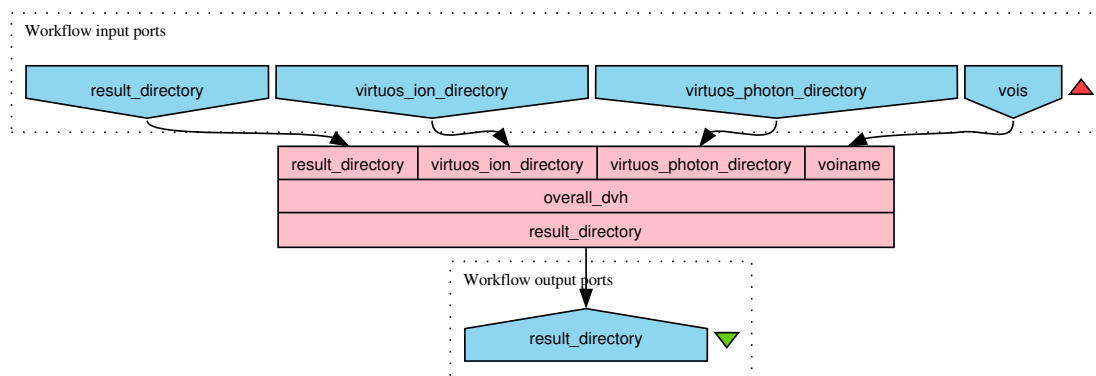 Workflow input ports
result_directory virtuos_ion_directory virtuos_photon_directory vois
result_directory virtuos_ion_directory virtuos_photon_directory voiname
overall_dvh
result_directory
Workflow output ports
result_directory